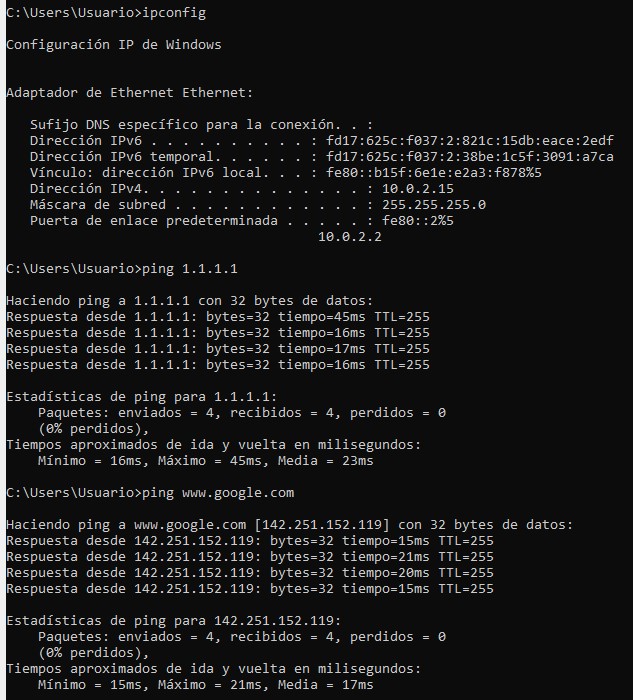 C:\Users\Usuario>ipconfig
Configuración IP de Windows
Adaptador de Ethernet Ethernet:
Sufijo DNS específico para la conexión. . :
Dirección IPv6 . . . . . . . . . . : fd17:625c:f037:2:821c:15db:eace:2edf
Dirección IPv6 temporal. . . . . . : fd17:625c:f037:2:38be:1c5f:3091:a7ca
Vínculo: dirección IPv6 local. . . : fe80::b15f:6e1e:e2a3:f878%5
Dirección IPv4. . . . . . . . . . . . . . : 10.0.2.15
Máscara de subred . . . . . . . . . . . . : 255.255.255.0
Puerta de enlace predeterminada . . . . . : fe80::2%5
10.0.2.2
C:\Users\Usuario>ping 1.1.1.1
Haciendo ping a 1.1.1.1 con 32 bytes de datos:
Respuesta desde 1.1.1.1: bytes=32 tiempo=45ms TTL=255
Respuesta desde 1.1.1.1: bytes=32 tiempo=16ms TTL=255
Respuesta desde 1.1.1.1: bytes=32 tiempo=17ms TTL=255
Respuesta desde 1.1.1.1: bytes=32 tiempo=16ms TTL=255
Estadísticas de ping para 1.1.1.1:
Paquetes: enviados = 4, recibidos = 4, perdidos = 0
(0% perdidos),
Tiempos aproximados de ida y vuelta en milisegundos:
Mínimo = 16ms, Máximo = 45ms, Media = 23ms
C:\Users\Usuario>ping www.google.com
Haciendo ping a www.google.com [142.251.152.119] con 32 bytes de datos:
Respuesta desde 142.251.152.119: bytes=32 tiempo=15ms TTL=255
Respuesta desde 142.251.152.119: bytes=32 tiempo=21ms TTL=255
Respuesta desde 142.251.152.119: bytes=32 tiempo=20ms TTL=255
Respuesta desde 142.251.152.119: bytes=32 tiempo=15ms TTL=255
Estadísticas de ping para 142.251.152.119:
Paquetes: enviados = 4, recibidos = 4, perdidos = 0
(0% perdidos),
Tiempos aproximados de ida y vuelta en milisegundos:
Mínimo = 15ms, Máximo = 21ms, Media = 17ms